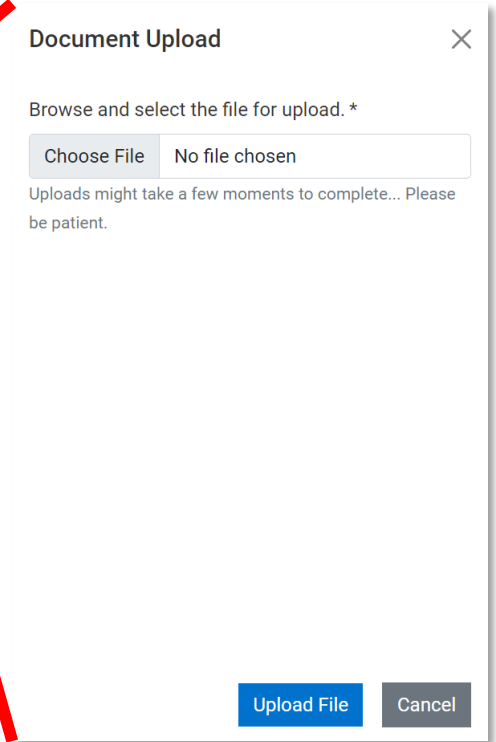 Document Upload
Browse and select the file for upload. *
Choose File No file chosen
Uploads might take a few moments to complete... Please
be patient.
Upload File Cancel